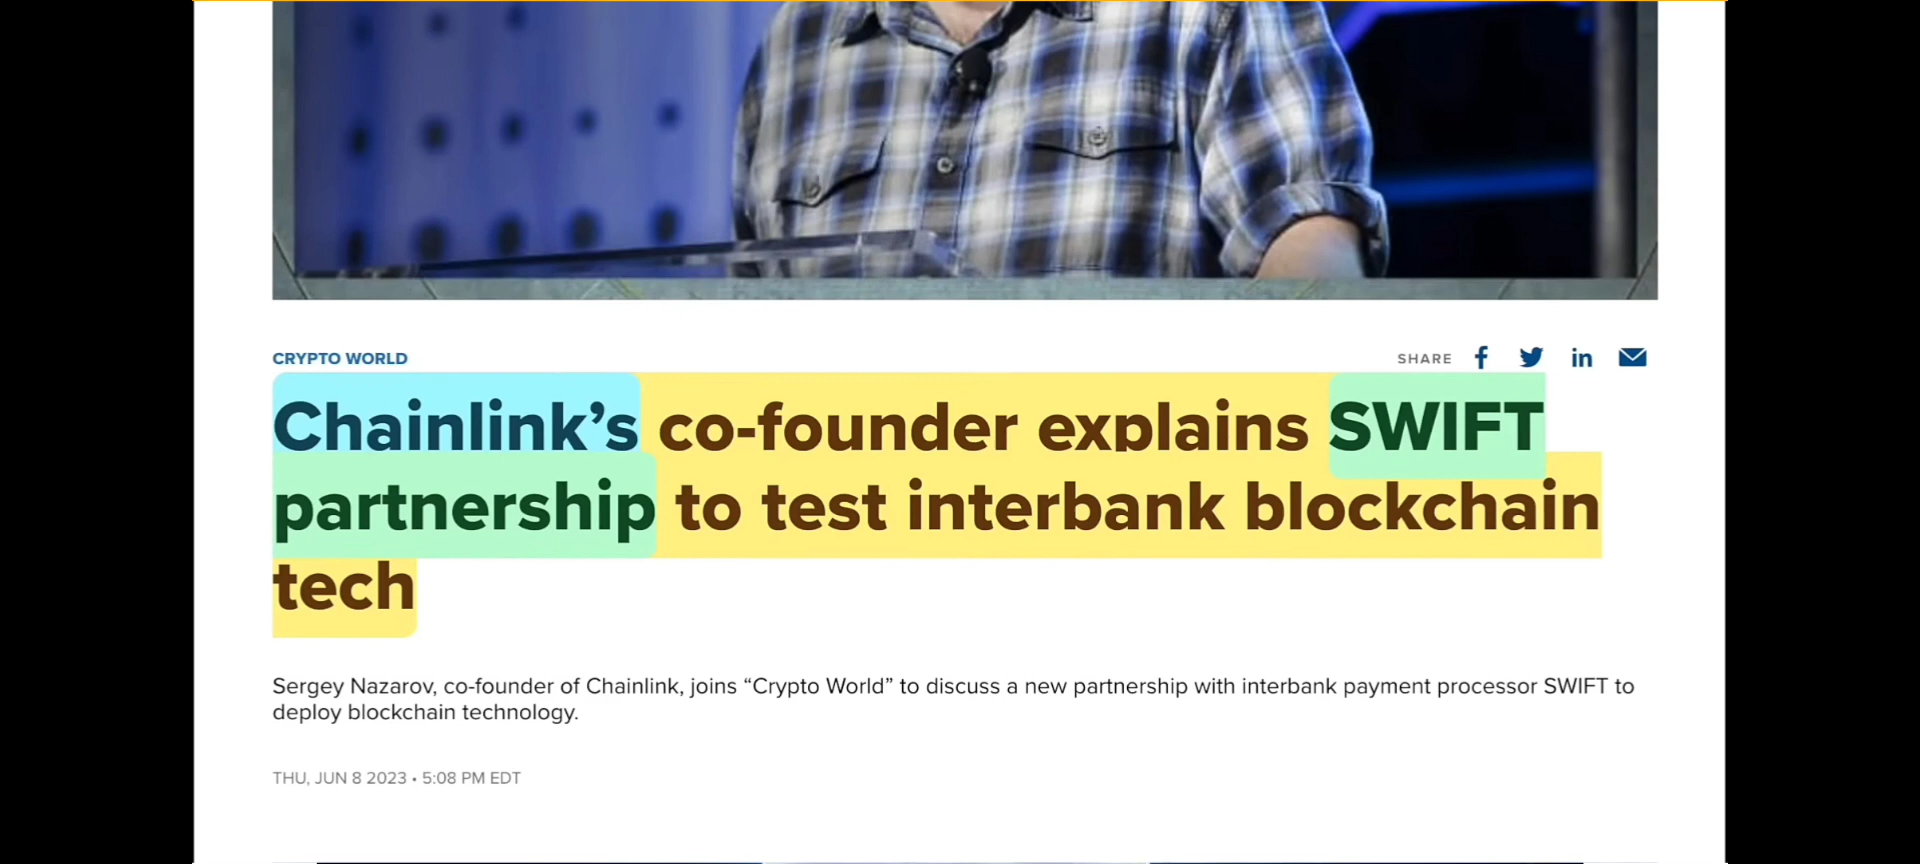 CRYPTO WORLD
SHARE
Chainlink’s co-founder explains SWIFT
partnership to test interbank blockchain
tech
Sergey Nazarov, co-founder of Chainlink, joins “Crypto World” to discuss a new partnership with interbank payment processor SWIFT to
deploy blockchain technology.
THU, JUN 8 2023 • 5:08 PM EDT